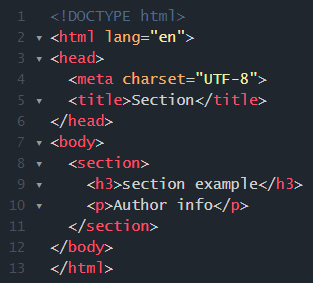 1 <!DOCTYPE html>
2 <html lang="en">
3 <head>
4 <meta charset="UTF-8">
5 <title>Section</title>
6 </head>
7 <body>
8 <section>
9 <h3>section example</h3>
10 <p>Author info</p>
11 </section>
12 </body>
13 </html>